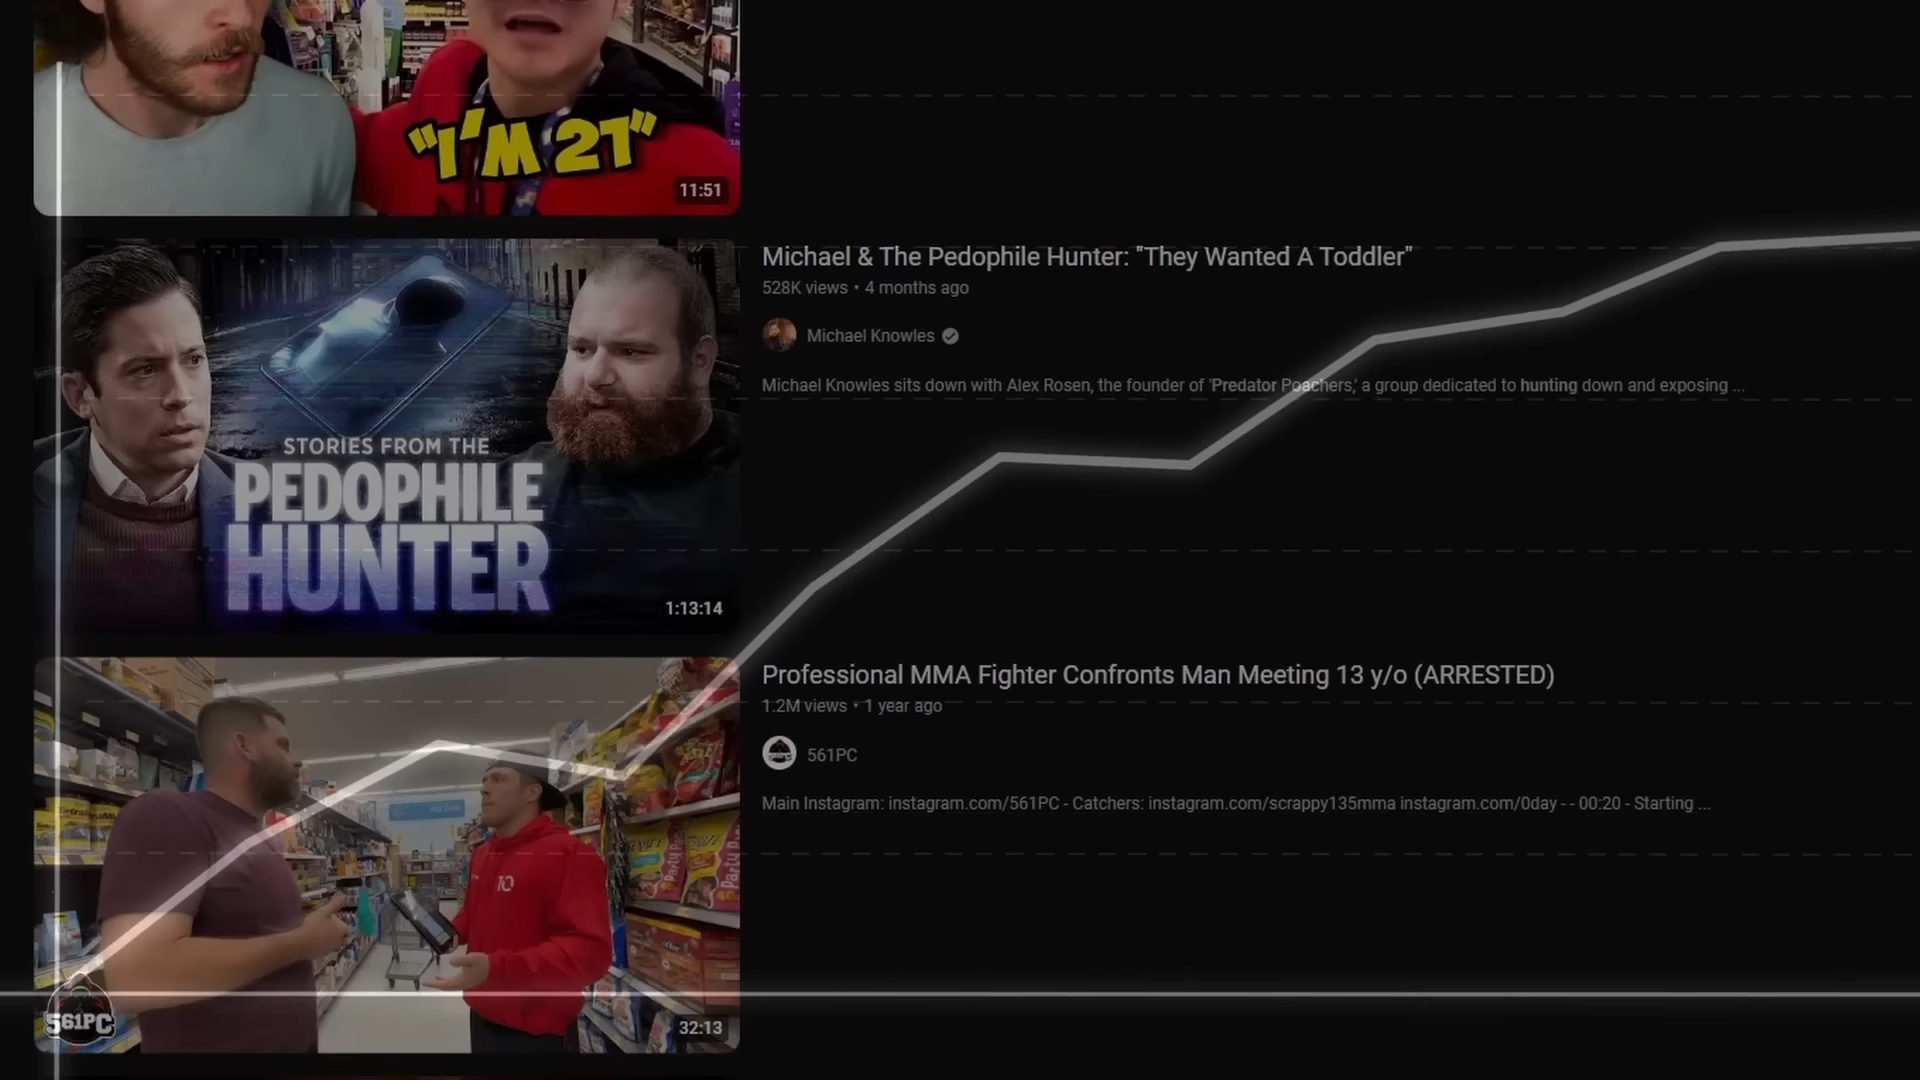 "I'M 21"
11:51
STORIES FROM THE
PEDOPHILE
HUNTER
1:13:14
Michael & The Pedophile Hunter: "They Wanted A Toddler"
528K views • 4 months ago
Michael Knowles
Michael Knowles sits down with Alex Rosen, the founder of 'Predator Poachers,' a group dedicated to hunting down and exposing ...
561PC
32:13
Professional MMA Fighter Confronts Man Meeting 13 y/o (ARRESTED)
1.2M views • 1 year ago
561PC
Main Instagram: instagram.com/561PC - Catchers: instagram.com/scrappy135mma instagram.com/0day - - 00:20 - Starting ...